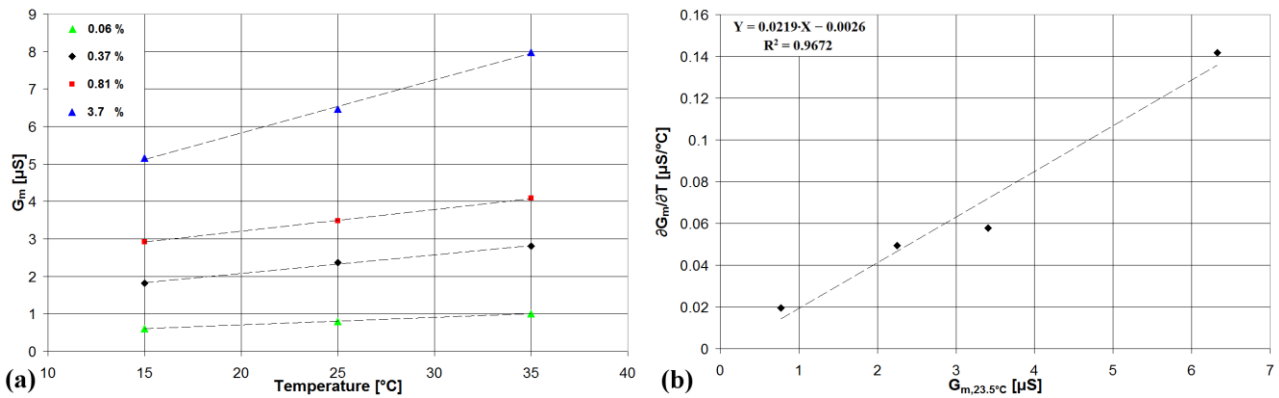 9
8
7
6
5
4
3
2
1
0
Gₘ [µS]
0.06 %
0.37 %
0.81 %
3.7 %
10 15 20 25 30 35 40
Temperature [°C]
(a)
0.16
0.14
0.12
0.1
0.08
0.06
0.04
0.02
0
∂Gₘ/∂T [µS/°C]
Y = 0.0219·X − 0.0026
R² = 0.9672
0 1 2 3 4 5 6 7
Gₘ,₂₃.₅°C [µS]
(b)